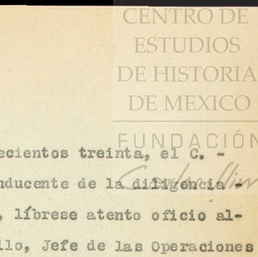 CENTRO DE
ESTUDIOS
DE HISTORIA
DE MEXICO
FUNDACIÓN
ecientos treinta, el C. -
nducente de la diligencia -
, líbrese atento oficio al-
llo, Jefe de las Operaciones